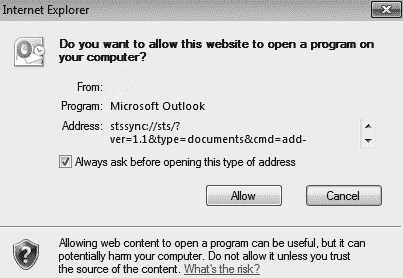 Internet Explorer
Do you want to allow this website to open a program on
your computer?
From:
Program: Microsoft Outlook
Address: stssync://sts/?
ver=1.1&type=documents&cmd=add-
Always ask before opening this type of address
Allow Cancel
Allowing web content to open a program can be useful, but it can
potentially harm your computer. Do not allow it unless you trust
the source of the content. What's the risk?